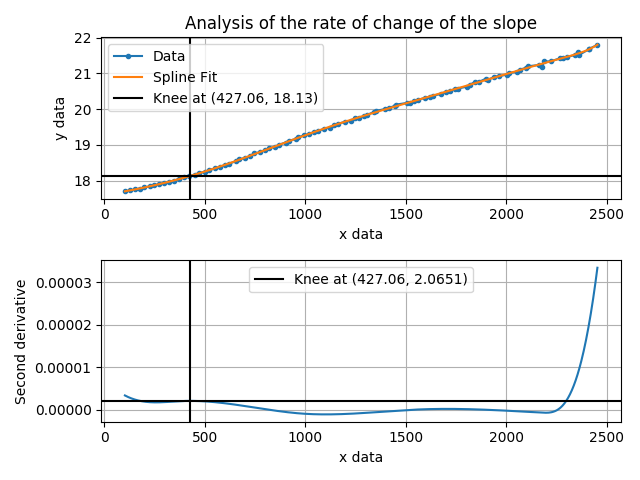 Analysis of the rate of change of the slope
22
21
20
19
18
y data
Data
Spline Fit
Knee at (427.06, 18.13)
0
500
1000
1500
2000
2500
x data
0.00003
0.00002
0.00001
0.00000
Second derivative
Knee at (427.06, 2.0651)
0
500
1000
1500
2000
2500
x data